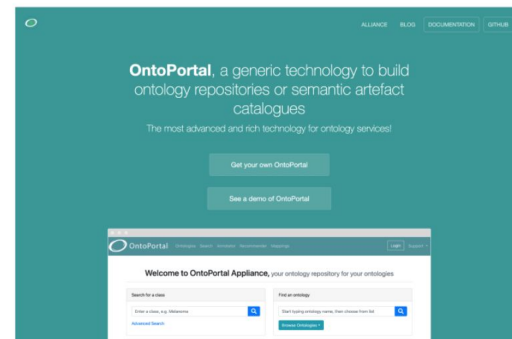 ALLIANCE BLOG DOCUMENTATION GITHUB
OntoPortal, a generic technology to build
ontology repositories or semantic artefact
catalogues
The most advanced and rich technology for ontology services!
Get your own OntoPortal
See a demo of OntoPortal
OntoPortal Ontologies Search Annotator Recommender Mappings Login Support
Welcome to OntoPortal Appliance, your ontology repository for your ontologies
Search for a class Find an ontology
Enter a class, e.g. Melanoma Start typing ontology name, then choose from list
Advanced Search Browse Ontologies